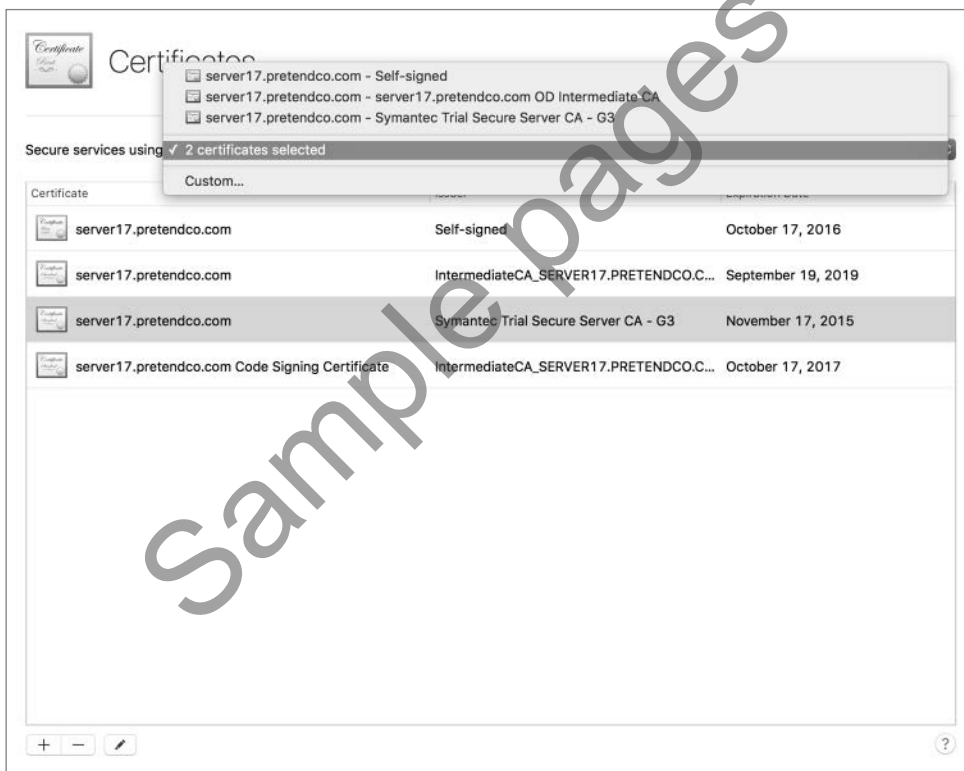 Certificates
server17.pretendco.com - Self-signed
server17.pretendco.com - server17.pretendco.com OD Intermediate CA
server17.pretendco.com - Symantec Trial Secure Server CA - G3
Secure services using ✓ 2 certificates selected
Custom...
Certificate Issuer Expiration Date
server17.pretendco.com Self-signed October 17, 2016
server17.pretendco.com IntermediateCA_SERVER17.PRETENDCO.C... September 19, 2019
server17.pretendco.com Symantec Trial Secure Server CA - G3 November 17, 2015
server17.pretendco.com Code Signing Certificate IntermediateCA_SERVER17.PRETENDCO.C... October 17, 2017
+ − ?
Sample pages